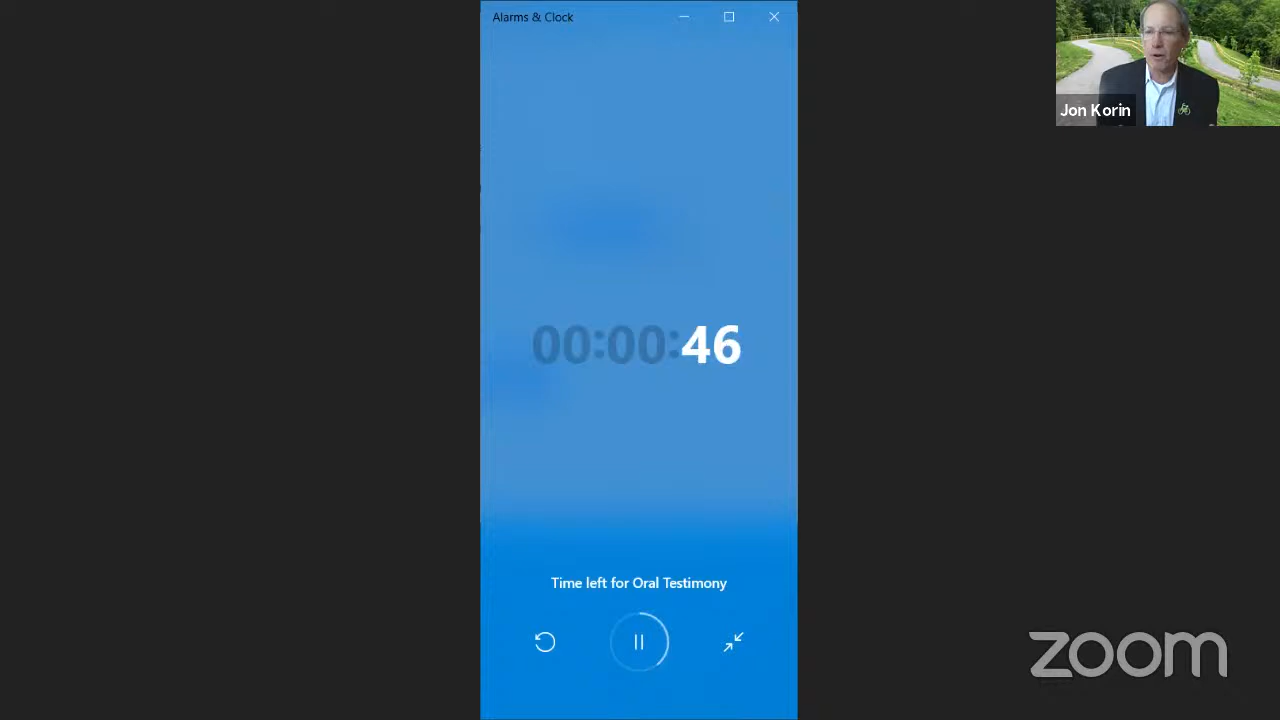 Alarms & Clock
Jon Korin
00:00:46
Time left for Oral Testimony
zoom